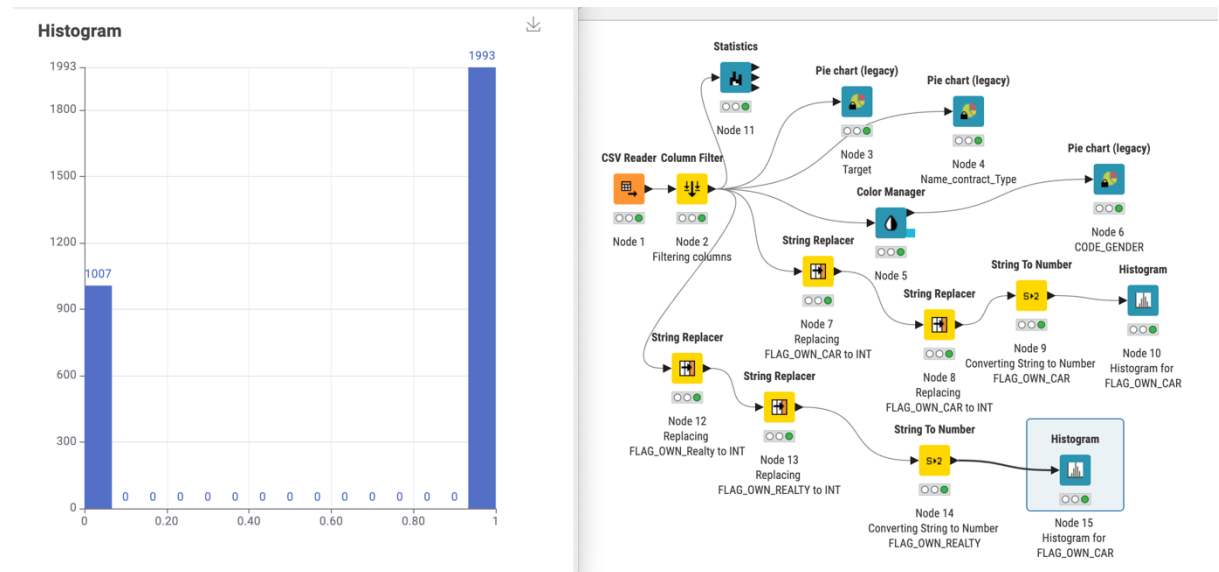 Histogram
1993
1993
1800
1500
1200
1007
900
600
300
0 0 0 0 0 0 0 0 0 0 0 0 0 0
0 0.20 0.40 0.60 0.80 1
Statistics
Node 11
Pie chart (legacy)
Node 3
Target
Pie chart (legacy)
Node 4
Name_contract_Type
Pie chart (legacy)
Node 6
CODE_GENDER
CSV Reader
Node 1
Column Filter
Node 2
Filtering columns
Color Manager
Node 5
String Replacer
Node 7
Replacing
FLAG_OWN_CAR to INT
String Replacer
Node 8
Replacing
FLAG_OWN_CAR to INT
String To Number
S▸2
Node 9
Converting String to Number
FLAG_OWN_CAR
Histogram
Node 10
Histogram for
FLAG_OWN_CAR
String Replacer
Node 12
Replacing
FLAG_OWN_Realty to INT
String Replacer
Node 13
Replacing
FLAG_OWN_REALTY to INT
String To Number
S▸2
Node 14
Converting String to Number
FLAG_OWN_REALTY
Histogram
Node 15
Histogram for
FLAG_OWN_CAR